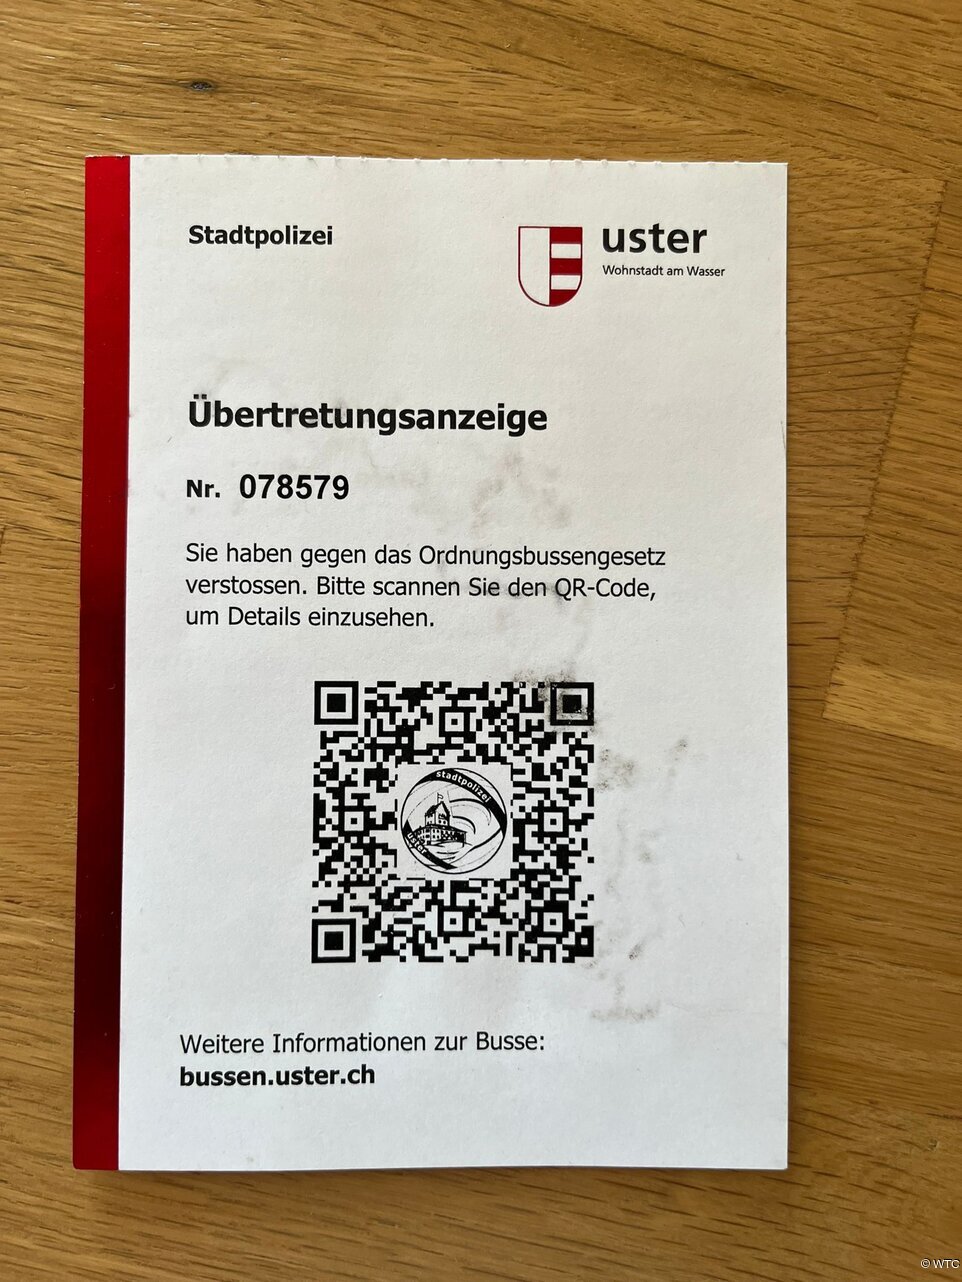 Stadtpolizei
uster
Wohnstadt am Wasser
Übertretungsanzeige
Nr. 078579
Sie haben gegen das Ordnungsbussengesetz
verstossen. Bitte scannen Sie den QR-Code,
um Details einzusehen.
stadtpolizei
uster
Weitere Informationen zur Busse:
bussen.uster.ch
© WTC